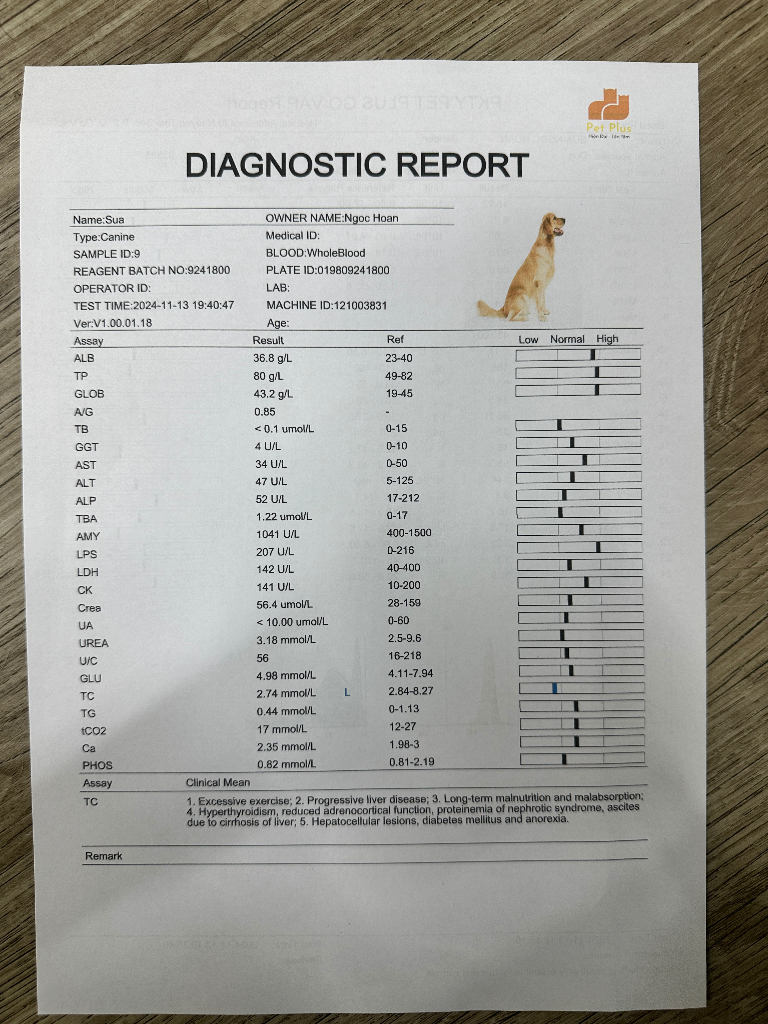 Pet Plus
DIAGNOSTIC REPORT
Name:Sua OWNER NAME:Ngoc Hoan
Type:Canine Medical ID:
SAMPLE ID:9 BLOOD:WholeBlood
REAGENT BATCH NO:9241800 PLATE ID:019809241800
OPERATOR ID: LAB:
TEST TIME:2024-11-13 19:40:47 MACHINE ID:121003831
Ver:V1.00.01.18 Age:
Assay Result Ref Low Normal High
ALB 36.8 g/L 23-40
TP 80 g/L 49-82
GLOB 43.2 g/L 19-45
A/G 0.85 -
TB < 0.1 umol/L 0-15
GGT 4 U/L 0-10
AST 34 U/L 0-50
ALT 47 U/L 5-125
ALP 52 U/L 17-212
TBA 1.22 umol/L 0-17
AMY 1041 U/L 400-1500
LPS 207 U/L 0-216
LDH 142 U/L 40-400
CK 141 U/L 10-200
Crea 56.4 umol/L 28-159
UA < 10.00 umol/L 0-60
UREA 3.18 mmol/L 2.5-9.6
U/C 56 16-218
GLU 4.98 mmol/L 4.11-7.94
TC 2.74 mmol/L L 2.84-8.27
TG 0.44 mmol/L 0-1.13
tCO2 17 mmol/L 12-27
Ca 2.35 mmol/L 1.98-3
PHOS 0.82 mmol/L 0.81-2.19
Assay Clinical Mean
TC 1. Excessive exercise; 2. Progressive liver disease; 3. Long-term malnutrition and malabsorption;
4. Hyperthyroidism, reduced adrenocortical function, proteinemia of nephrotic syndrome, ascites
due to cirrhosis of liver; 5. Hepatocellular lesions, diabetes mellitus and anorexia.
Remark